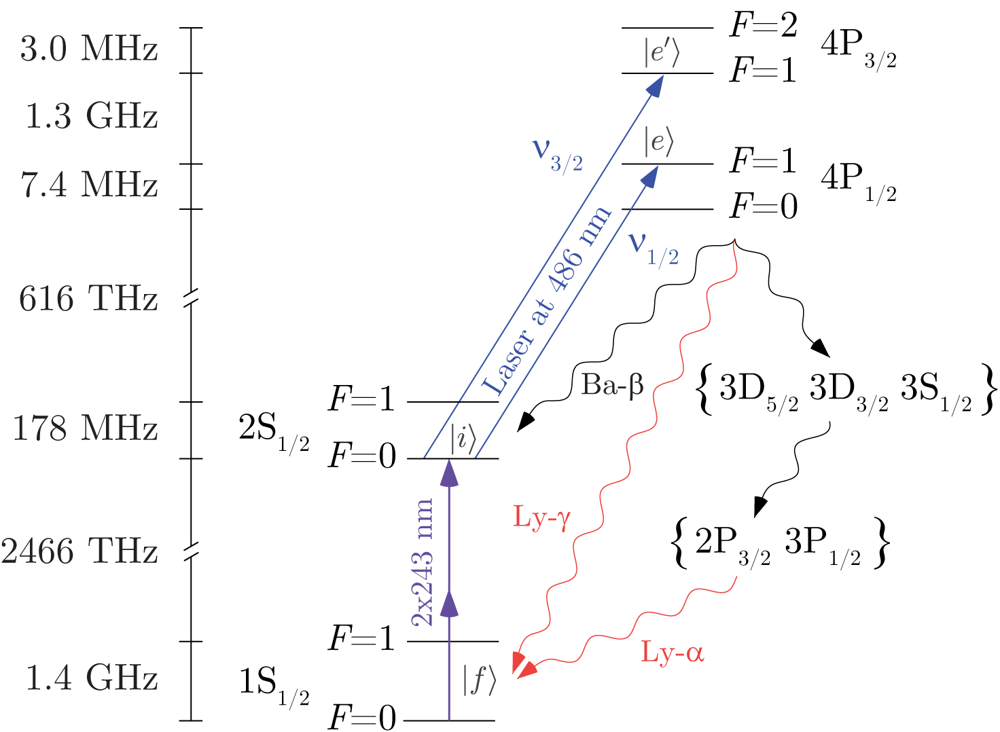 3.0 MHz
1.3 GHz
7.4 MHz
616 THz
178 MHz
2466 THz
1.4 GHz
F=2
4P3/2
|e′⟩
F=1
ν3/2
|e⟩
F=1
4P1/2
F=0
ν1/2
Laser at 486 nm
Ba-β
{ 3D5/2 3D3/2 3S1/2 }
F=1
2S1/2
|i⟩
F=0
2x243 nm
Ly-γ
{ 2P3/2 3P1/2 }
F=1
Ly-α
1S1/2
|f⟩
F=0